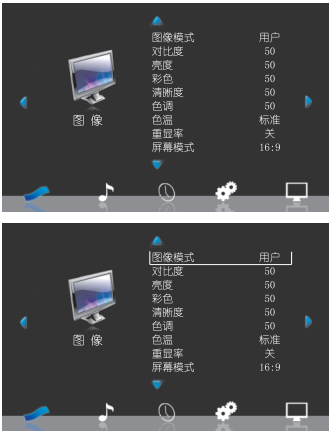 图像模式 用户
对比度 50
亮度 50
彩色 50
清晰度 50
色调 50
色温 标准
重显率 关
屏幕模式 16:9
图像
图像模式 用户
对比度 50
亮度 50
彩色 50
清晰度 50
色调 50
色温 标准
重显率 关
屏幕模式 16:9
图像